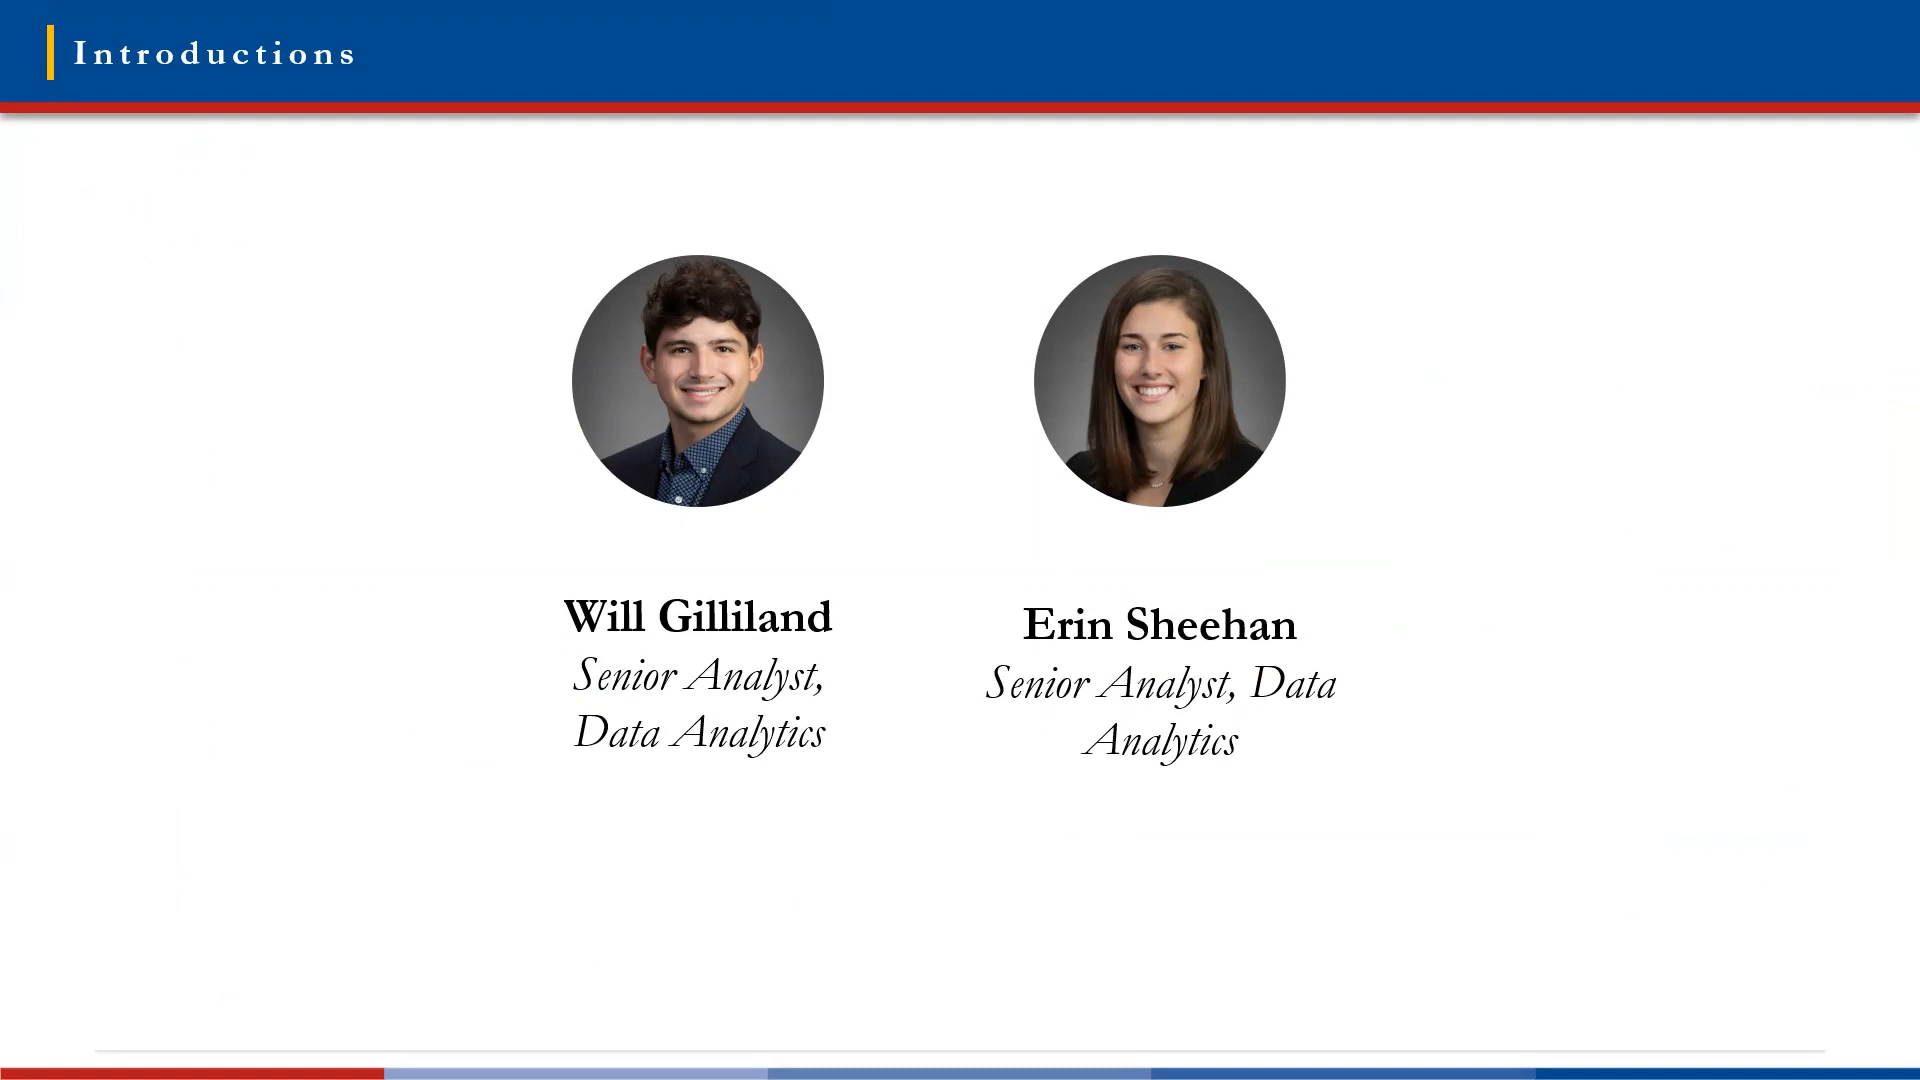 Introductions
Will Gilliland
Senior Analyst,
Data Analytics
Erin Sheehan
Senior Analyst, Data
Analytics